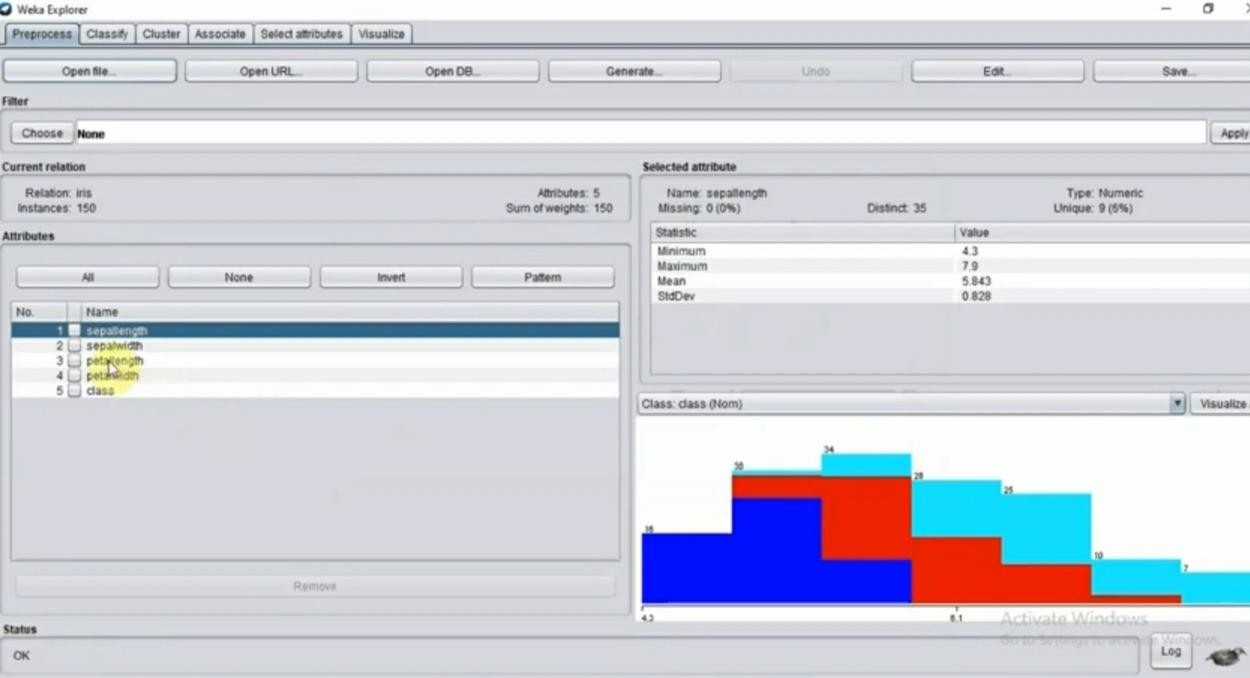 Weka Explorer
Preprocess Classify Cluster Associate Select attributes Visualize
Open file... Open URL... Open DB... Generate... Undo Edit... Save...
Filter
Choose None Apply
Current relation
Relation: iris Attributes: 5
Instances: 150 Sum of weights: 150
Attributes
All None Invert Pattern
No. Name
1 sepallength
2 sepalwidth
3 petallength
4 petalwidth
5 class
Remove
Status
OK
Selected attribute
Name: sepallength Type: Numeric
Missing: 0 (0%) Distinct: 35 Unique: 9 (6%)
Statistic Value
Minimum 4.3
Maximum 7.9
Mean 5.843
StdDev 0.828
Class: class (Nom) Visualize
16 30 34 28 25 10 7
4.3 6.1
Activate Windows
Go to Settings to activate Windows.
Log